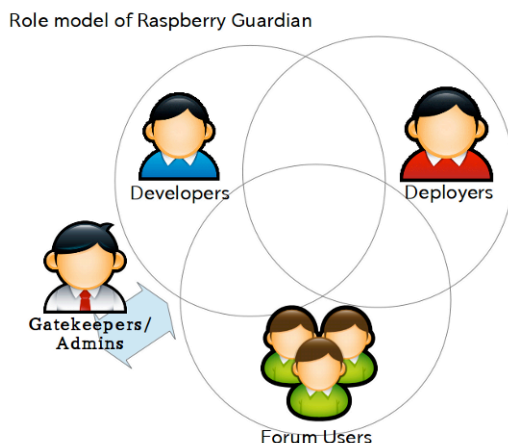 Role model of Raspberry Guardian
Developers
Deployers
Gatekeepers/
Admins
Forum Users